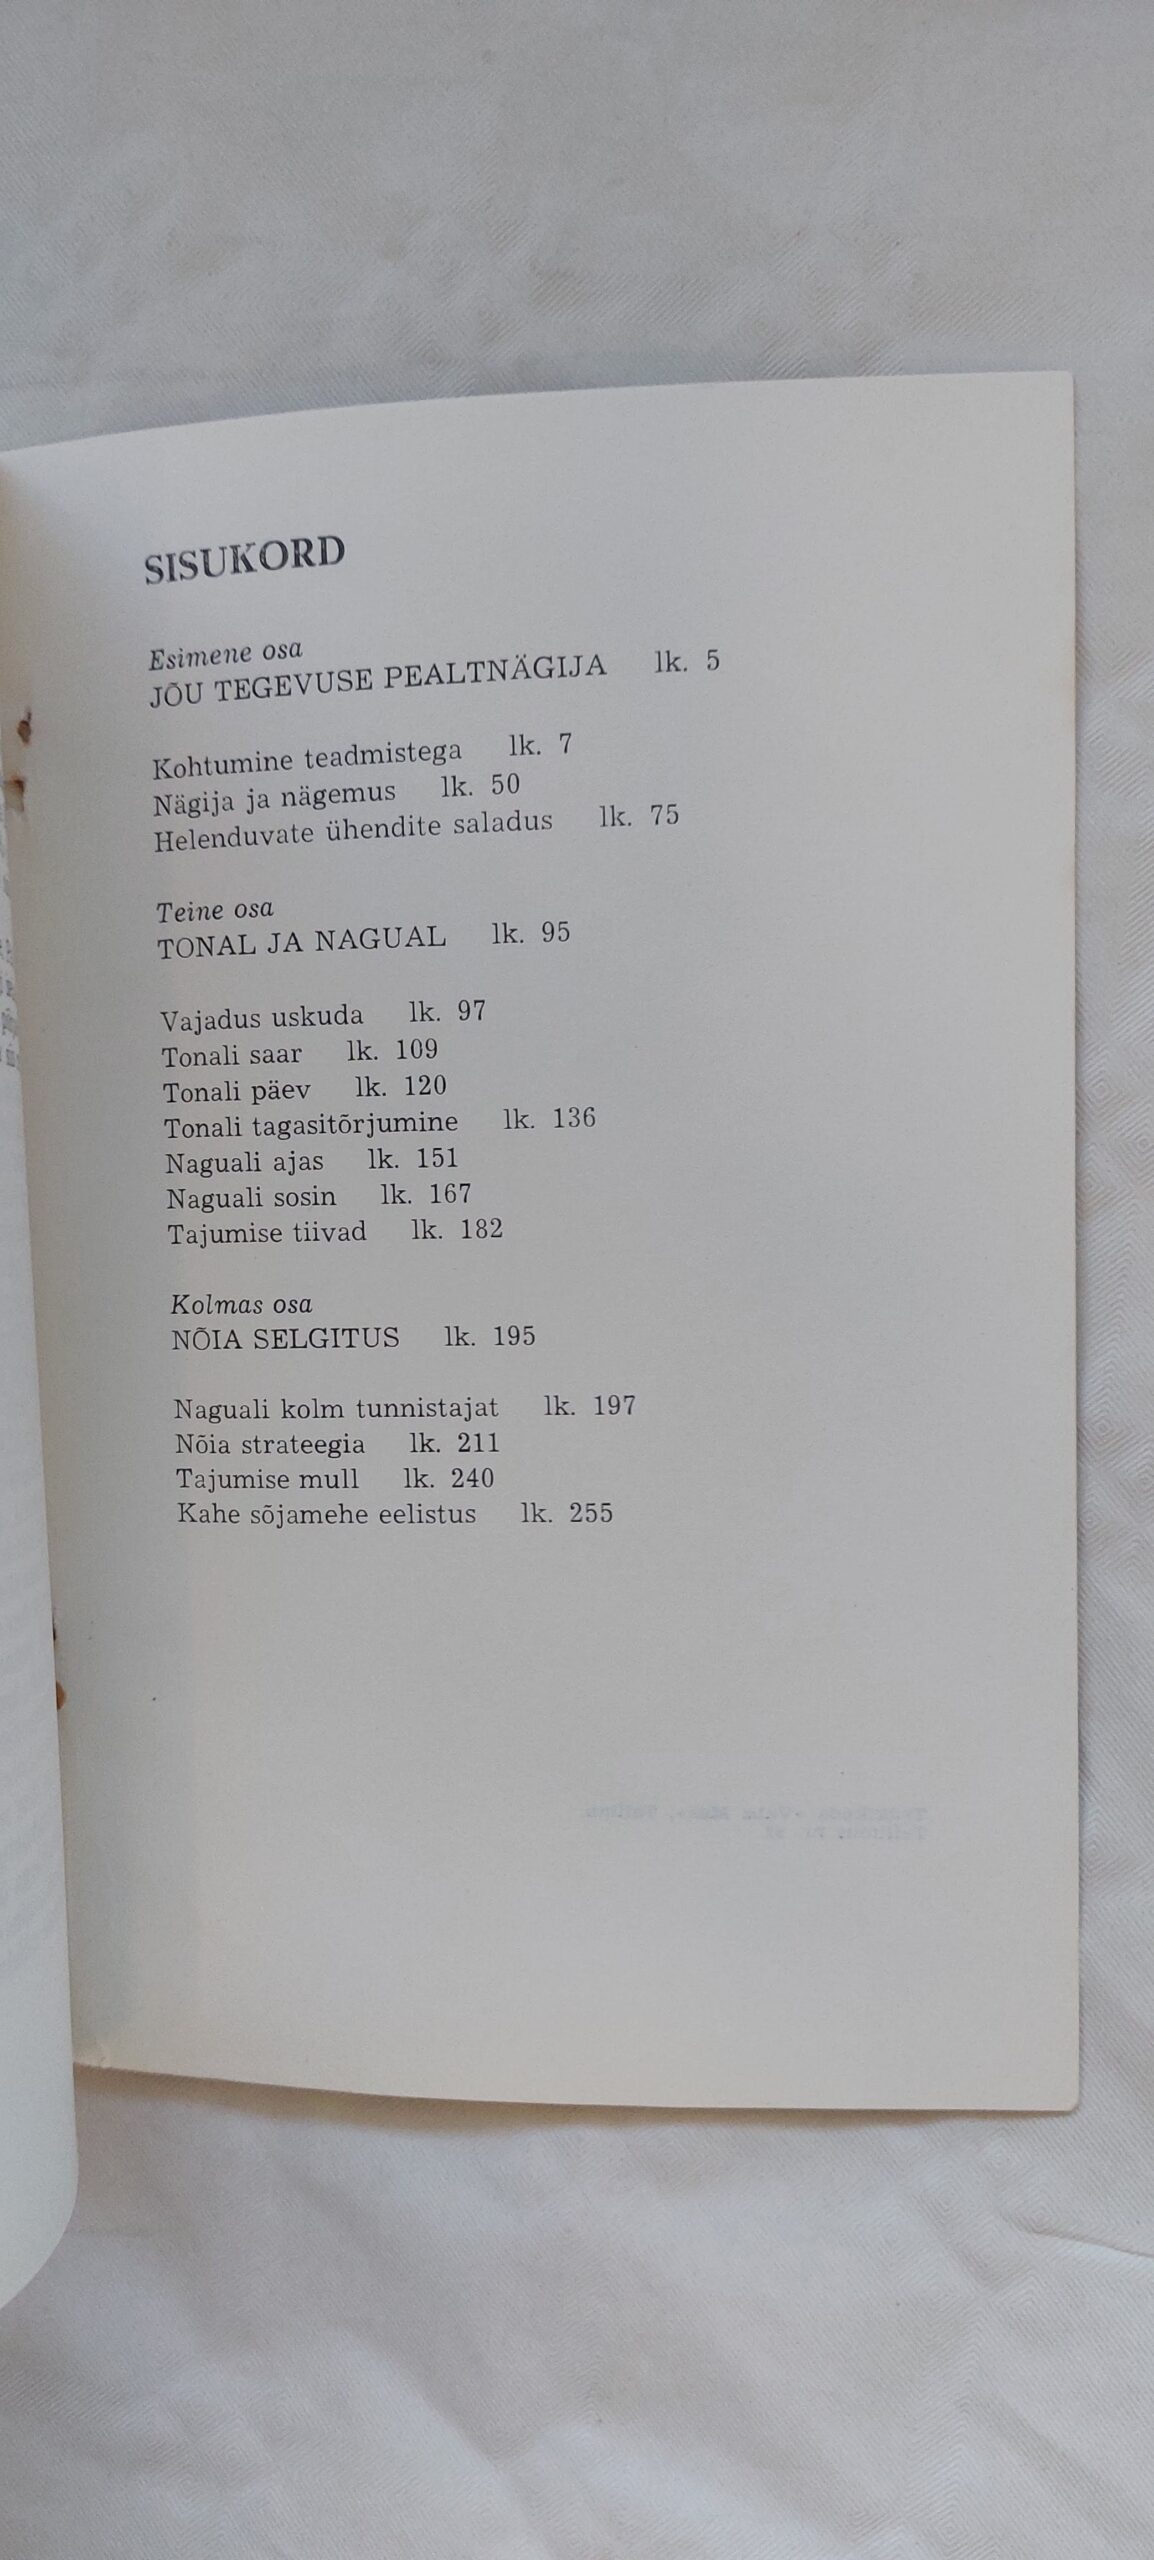 SISUKORD
Esimene osa
JÕU TEGEVUSE PEALTNÄGIJA lk. 5
Kohtumine teadmistega lk. 7
Nägija ja nägemus lk. 50
Helenduvate ühendite saladus lk. 75
Teine osa
TONAL JA NAGUAL lk. 95
Vajadus uskuda lk. 97
Tonali saar lk. 109
Tonali päev lk. 120
Tonali tagasitõrjumine lk. 136
Naguali ajas lk. 151
Naguali sosin lk. 167
Tajumise tiivad lk. 182
Kolmas osa
NÕIA SELGITUS lk. 195
Naguali kolm tunnistajat lk. 197
Nõia strateegia lk. 211
Tajumise mull lk. 240
Kahe sõjamehe eelistus lk. 255